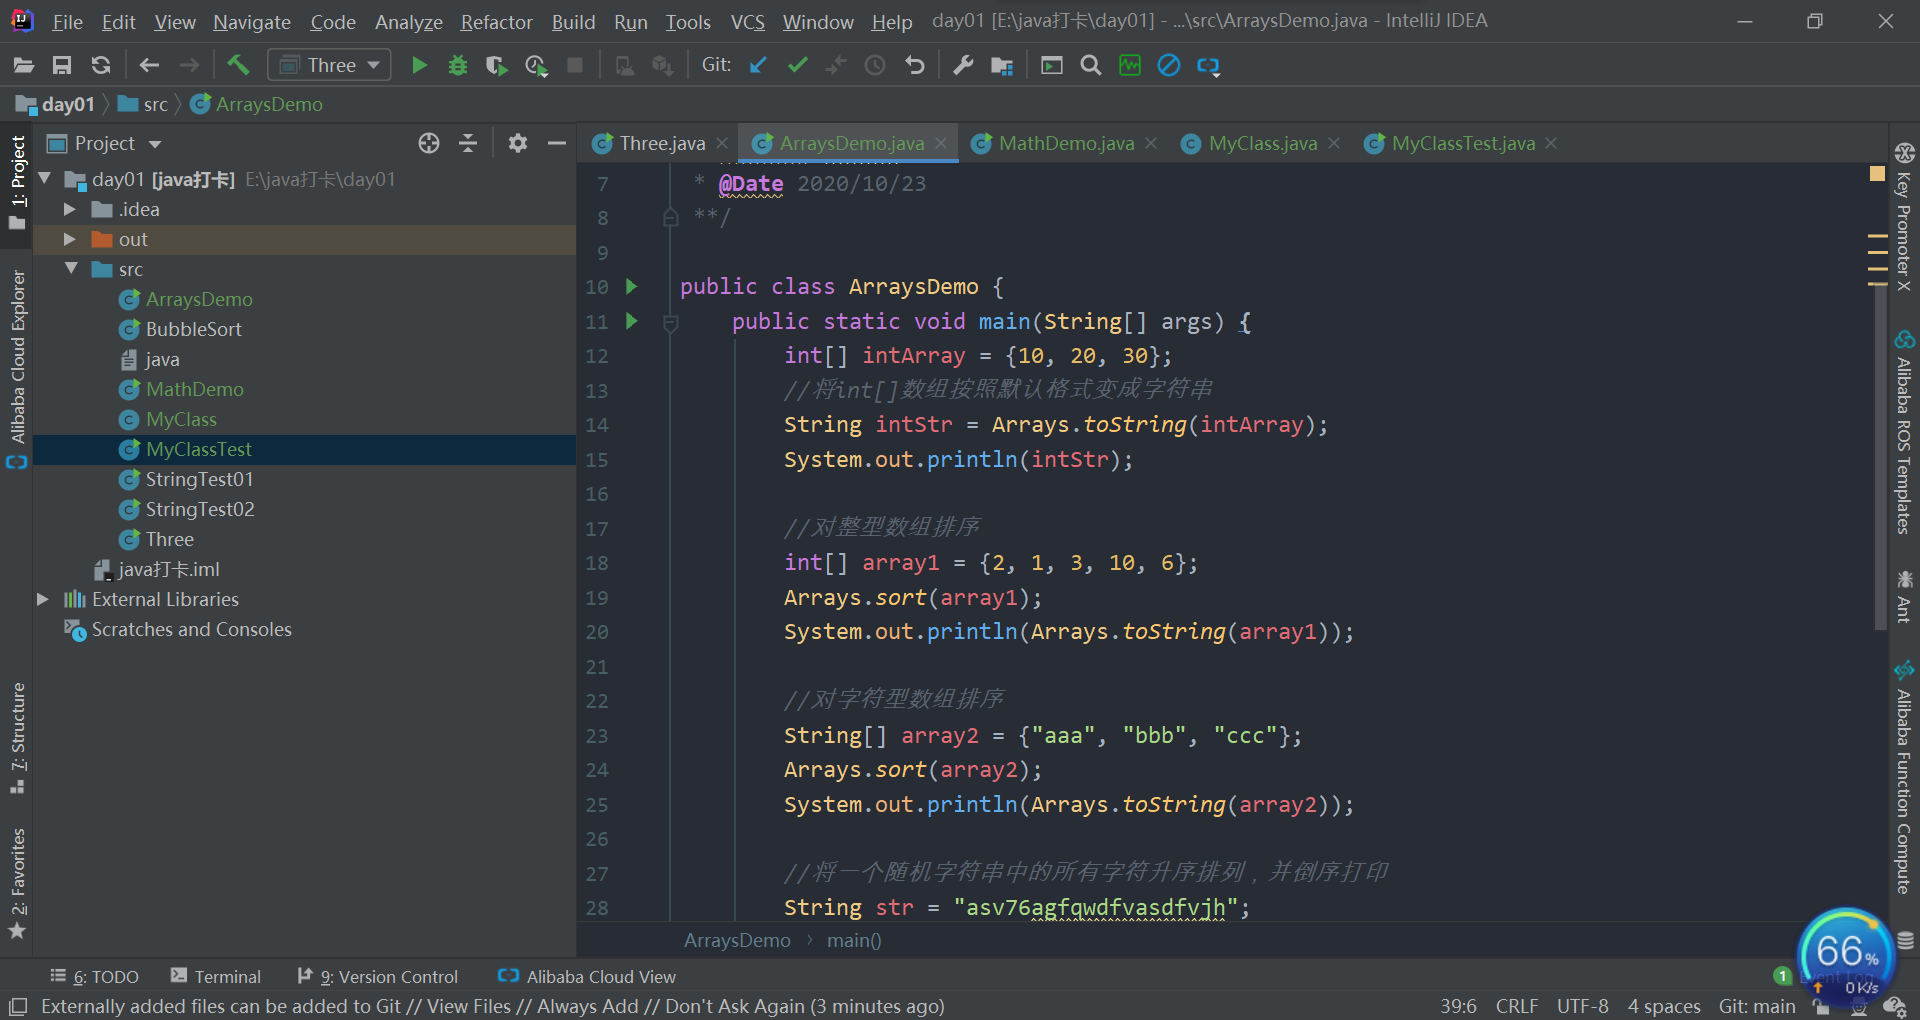 File Edit View Navigate Code Analyze Refactor Build Run Tools VCS Window Help day01 [E:\java打卡\day01] - ...\src\ArraysDemo.java - IntelliJ IDEA
Three Git:
day01 src ArraysDemo
Project
Three.java ArraysDemo.java MathDemo.java MyClass.java MyClassTest.java
day01 [java打卡] E:\java打卡\day01
.idea
out
src
ArraysDemo
BubbleSort
java
MathDemo
MyClass
MyClassTest
StringTest01
StringTest02
Three
java打卡.iml
External Libraries
Scratches and Consoles
1: Project
Alibaba Cloud Explorer
7: Structure
2: Favorites
7 * @Date 2020/10/23
8 **/
9
10 public class ArraysDemo {
11 public static void main(String[] args) {
12 int[] intArray = {10, 20, 30};
13 //将int[]数组按照默认格式变成字符串
14 String intStr = Arrays.toString(intArray);
15 System.out.println(intStr);
16
17 //对整型数组排序
18 int[] array1 = {2, 1, 3, 10, 6};
19 Arrays.sort(array1);
20 System.out.println(Arrays.toString(array1));
21
22 //对字符型数组排序
23 String[] array2 = {"aaa", "bbb", "ccc"};
24 Arrays.sort(array2);
25 System.out.println(Arrays.toString(array2));
26
27 //将一个随机字符串中的所有字符升序排列，并倒序打印
28 String str = "asv76agfqwdfvasdfvjh";
ArraysDemo main()
Key Promoter X
Alibaba ROS Templates
Ant
Alibaba Function Compute
66%
0K/s
6: TODO Terminal 9: Version Control Alibaba Cloud View 1 Event Log
Externally added files can be added to Git // View Files // Always Add // Don't Ask Again (3 minutes ago) 39:6 CRLF UTF-8 4 spaces Git: main